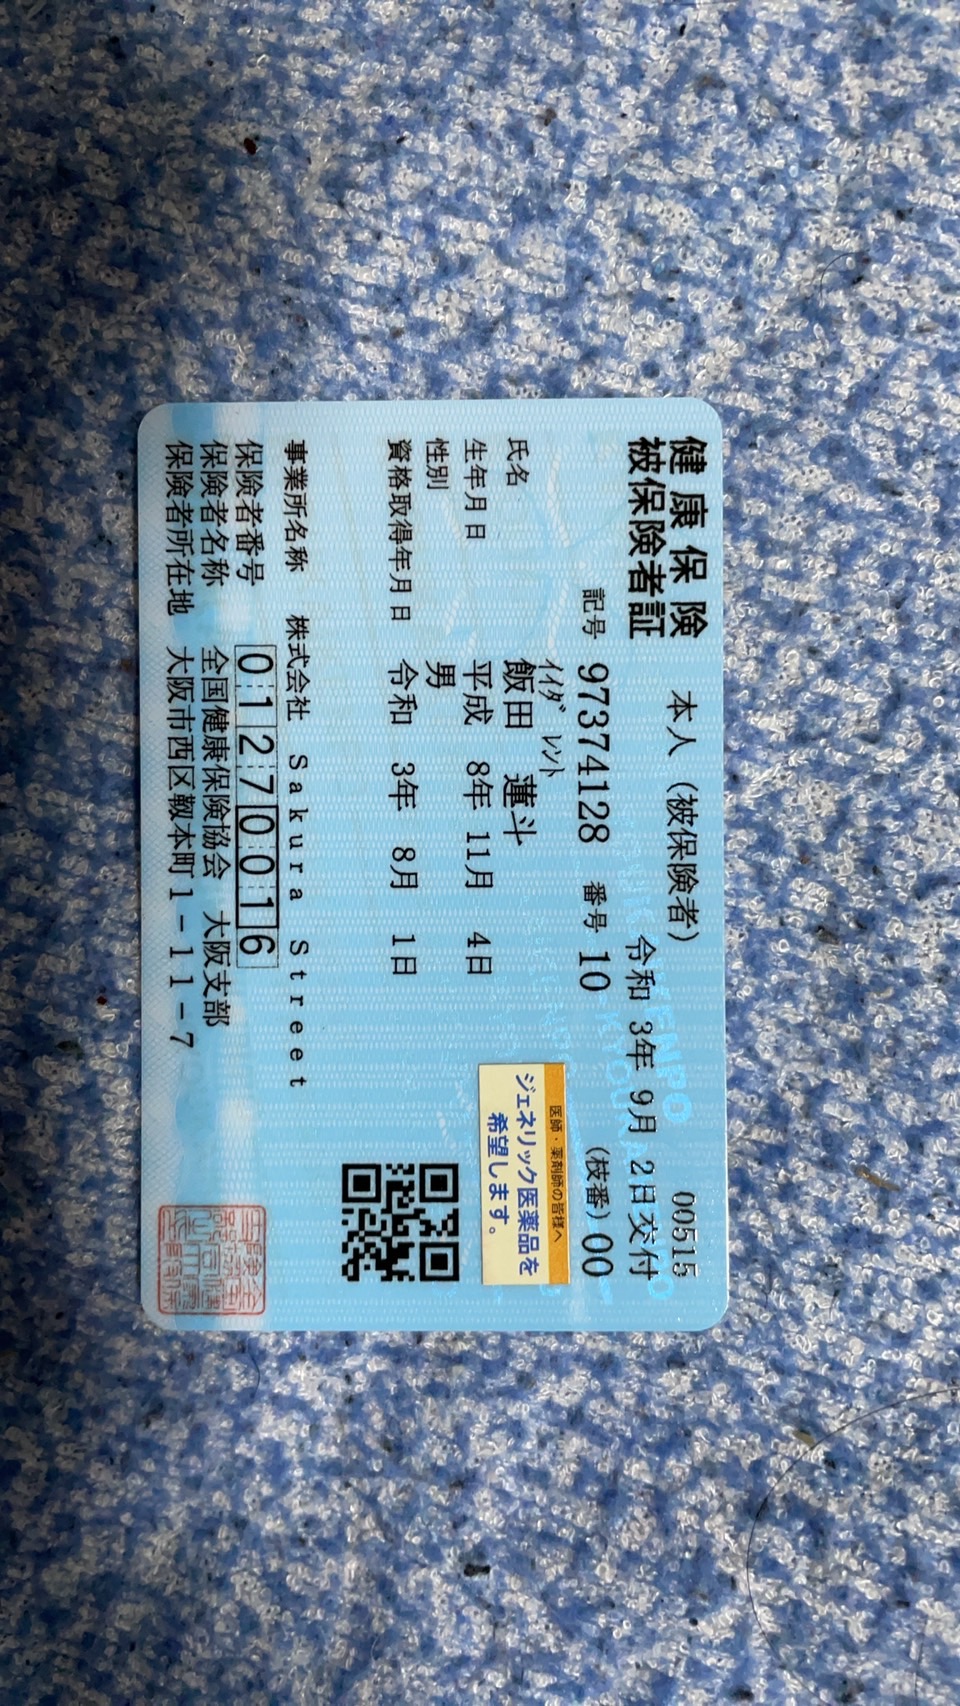 健康保険 本人（被保険者） 00515
被保険者証 令和 3年 9月 2日交付
記号 97374128 番号 10 (枝番) 00
ｲｲﾀﾞ ﾚﾝﾄ
氏名 飯田 蓮斗
生年月日 平成 8年 11月 4日
性別 男
資格取得年月日 令和 3年 8月 1日
医師・薬剤師の皆様へ
ジェネリック医薬品を
希望します。
事業所名称 株式会社 Sakura Street
保険者番号 01270016
保険者名称 全国健康保険協会 大阪支部
保険者所在地 大阪市西区靱本町1-11-7